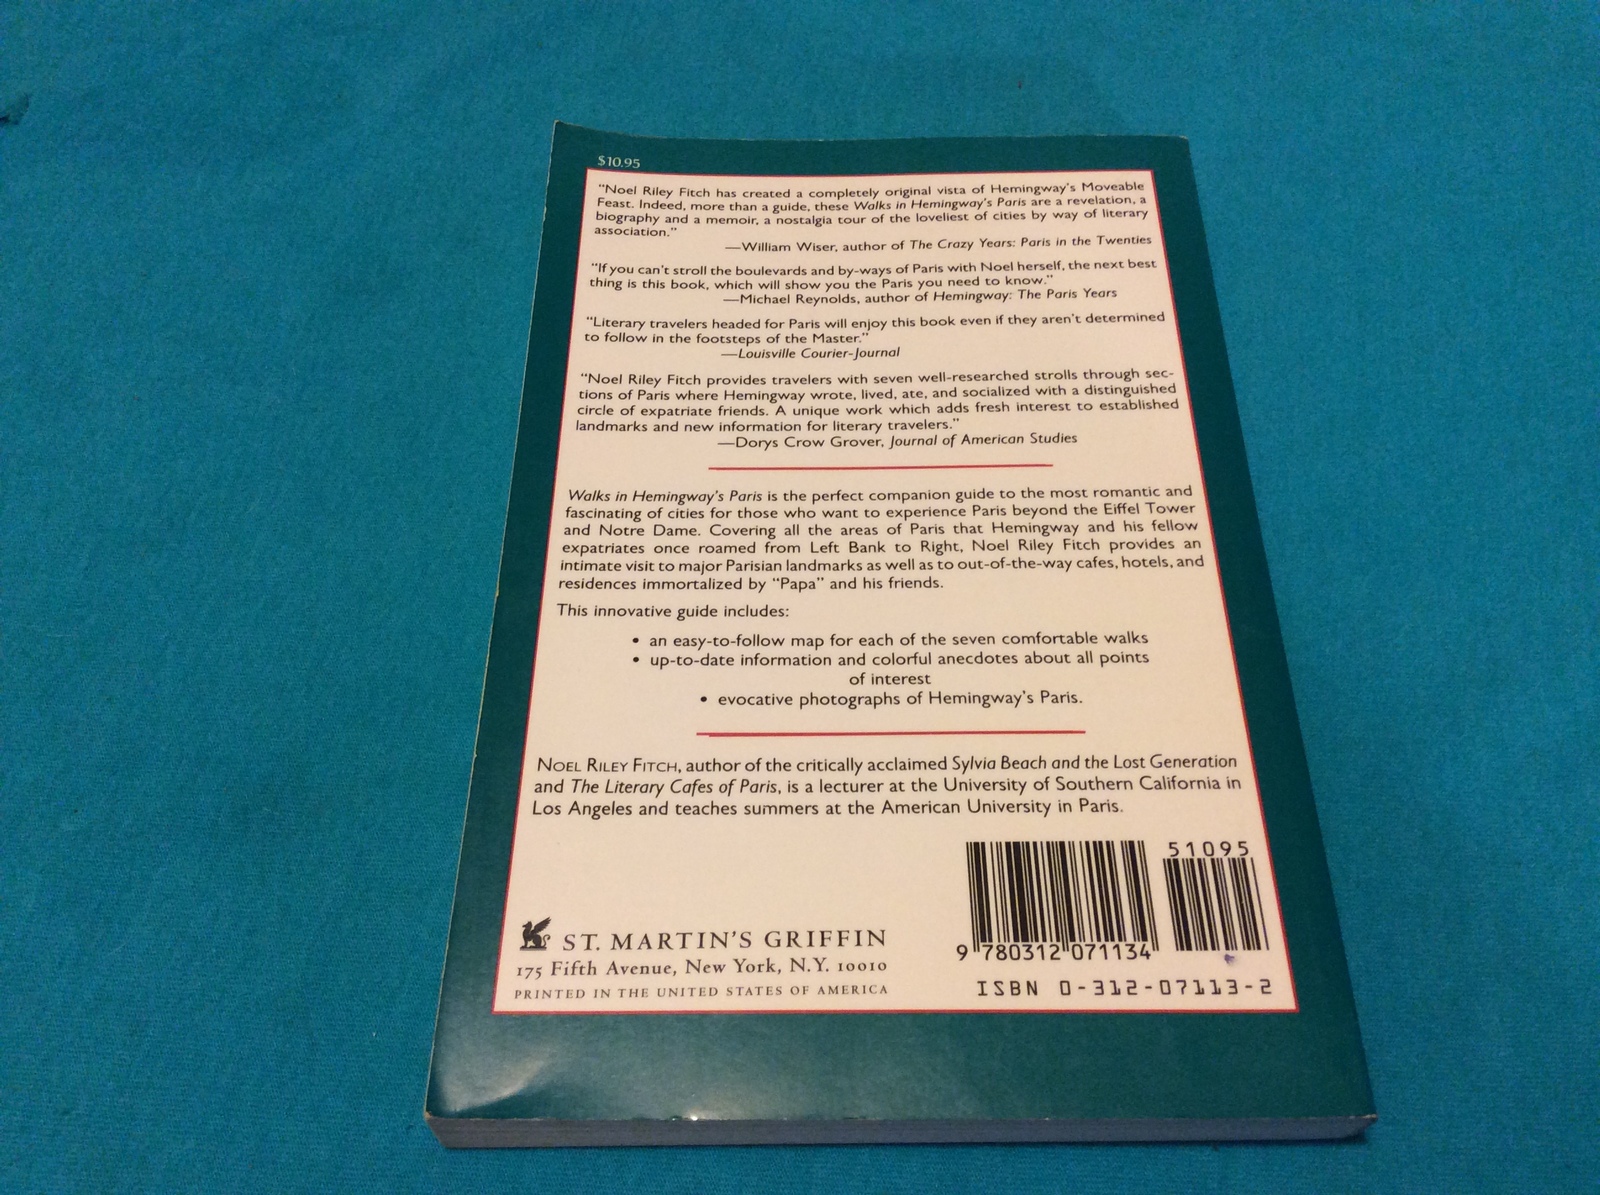 $10.95
"Noel Riley Fitch has created a completely original vista of Hemingway's Moveable
Feast. Indeed, more than a guide, these Walks in Hemingway's Paris are a revelation, a
biography and a memoir, a nostalgia tour of the loveliest of cities by way of literary
association."
—William Wiser, author of The Crazy Years: Paris in the Twenties
"If you can't stroll the boulevards and by-ways of Paris with Noel herself, the next best
thing is this book, which will show you the Paris you need to know."
—Michael Reynolds, author of Hemingway: The Paris Years
"Literary travelers headed for Paris will enjoy this book even if they aren't determined
to follow in the footsteps of the Master."
—Louisville Courier-Journal
"Noel Riley Fitch provides travelers with seven well-researched strolls through sec-
tions of Paris where Hemingway wrote, lived, ate, and socialized with a distinguished
circle of expatriate friends. A unique work which adds fresh interest to established
landmarks and new information for literary travelers."
—Dorys Crow Grover, Journal of American Studies
Walks in Hemingway's Paris is the perfect companion guide to the most romantic and
fascinating of cities for those who want to experience Paris beyond the Eiffel Tower
and Notre Dame. Covering all the areas of Paris that Hemingway and his fellow
expatriates once roamed from Left Bank to Right, Noel Riley Fitch provides an
intimate visit to major Parisian landmarks as well as to out-of-the-way cafes, hotels, and
residences immortalized by "Papa" and his friends.
This innovative guide includes:
• an easy-to-follow map for each of the seven comfortable walks
• up-to-date information and colorful anecdotes about all points
of interest
• evocative photographs of Hemingway's Paris.
NOEL RILEY FITCH, author of the critically acclaimed Sylvia Beach and the Lost Generation
and The Literary Cafes of Paris, is a lecturer at the University of Southern California in
Los Angeles and teaches summers at the American University in Paris.
51095
9 780312 071134
ISBN 0-312-07113-2
ST. MARTIN'S GRIFFIN
175 Fifth Avenue, New York, N.Y. 10010
PRINTED IN THE UNITED STATES OF AMERICA